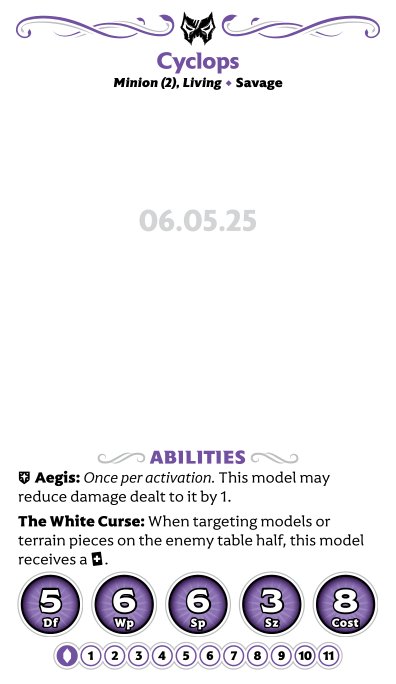 Cyclops
Minion (2), Living • Savage
06.05.25
ABILITIES
Aegis: Once per activation. This model may
reduce damage dealt to it by 1.
The White Curse: When targeting models or
terrain pieces on the enemy table half, this model
receives a +.
5 6 6 3 8
Df Wp Sp Sz Cost
1 2 3 4 5 6 7 8 9 10 11